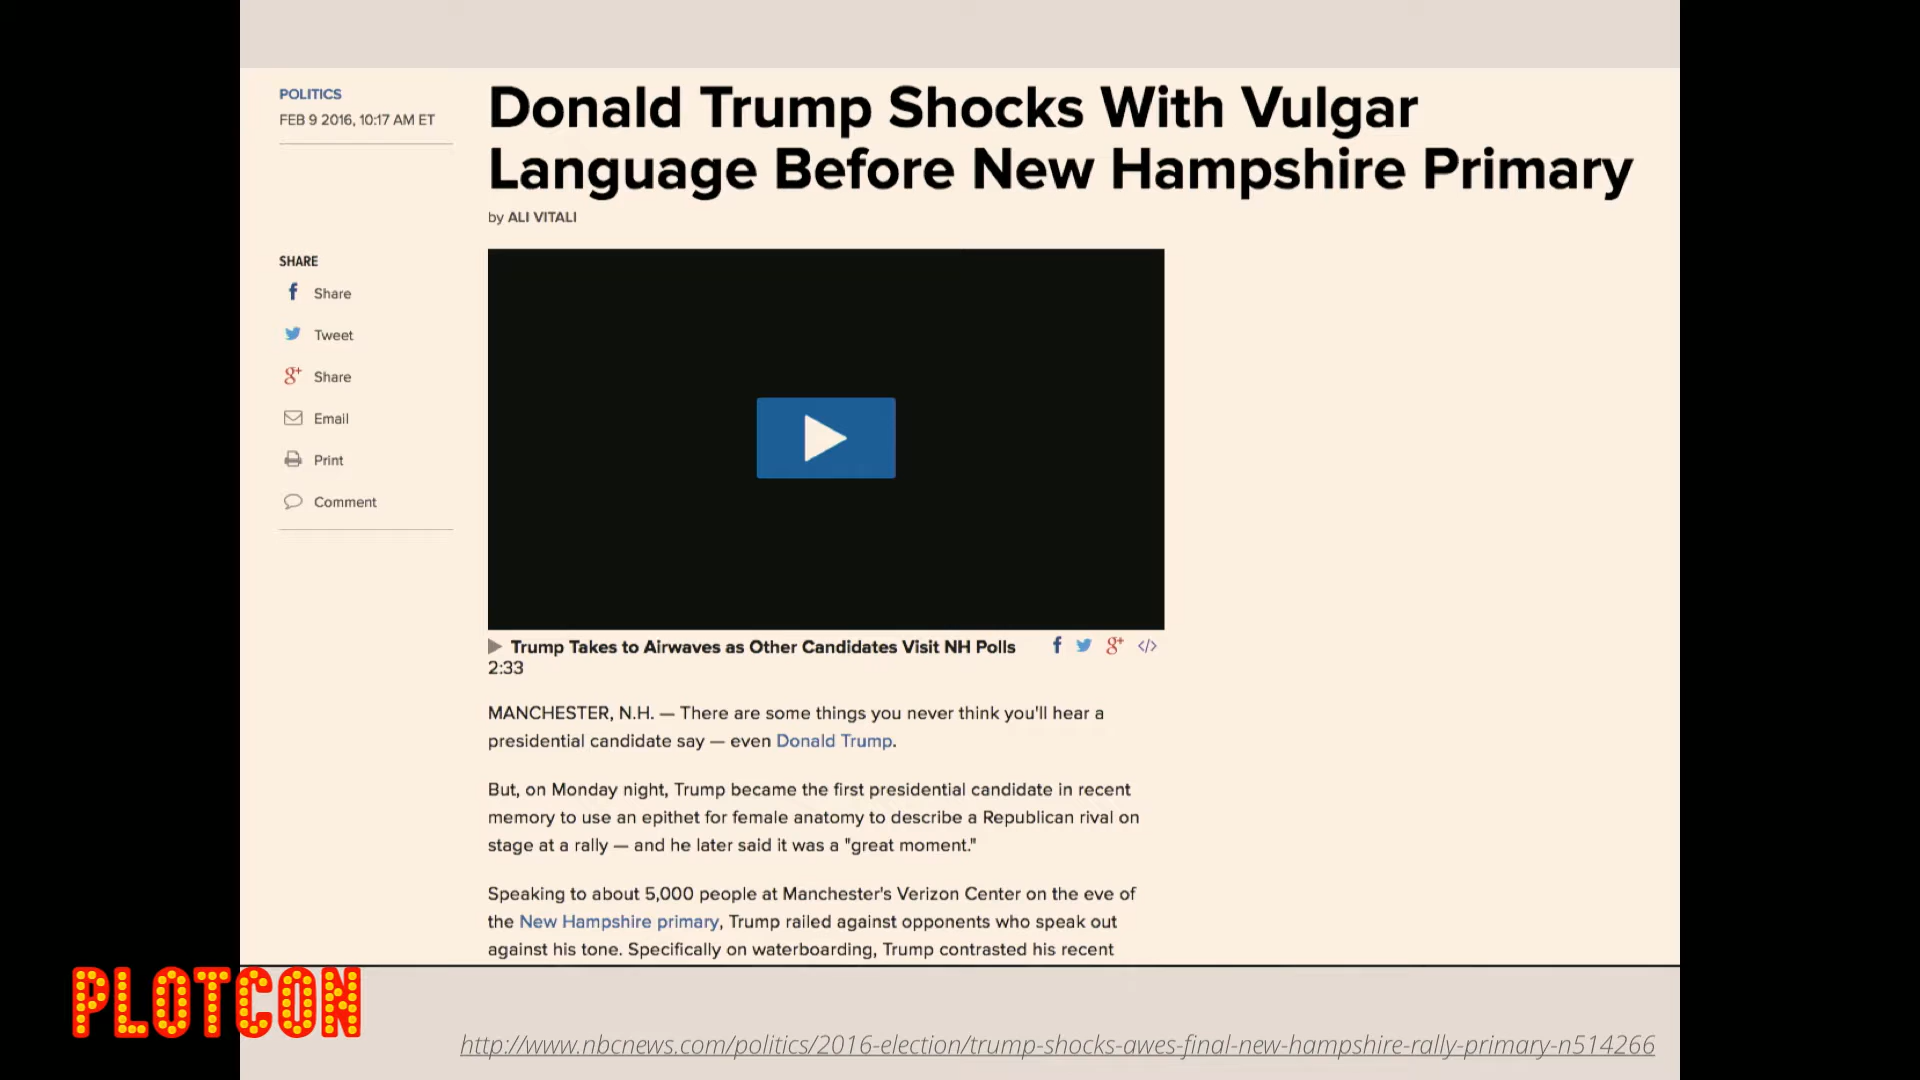 POLITICS
FEB 9 2016, 10:17 AM ET
Donald Trump Shocks With Vulgar
Language Before New Hampshire Primary
by ALI VITALI
SHARE
Share
Tweet
Share
Email
Print
Comment
Trump Takes to Airwaves as Other Candidates Visit NH Polls
2:33
MANCHESTER, N.H. — There are some things you never think you'll hear a
presidential candidate say — even Donald Trump.
But, on Monday night, Trump became the first presidential candidate in recent
memory to use an epithet for female anatomy to describe a Republican rival on
stage at a rally — and he later said it was a "great moment."
Speaking to about 5,000 people at Manchester's Verizon Center on the eve of
the New Hampshire primary, Trump railed against opponents who speak out
against his tone. Specifically on waterboarding, Trump contrasted his recent
PLOTCON
http://www.nbcnews.com/politics/2016-election/trump-shocks-awes-final-new-hampshire-rally-primary-n514266